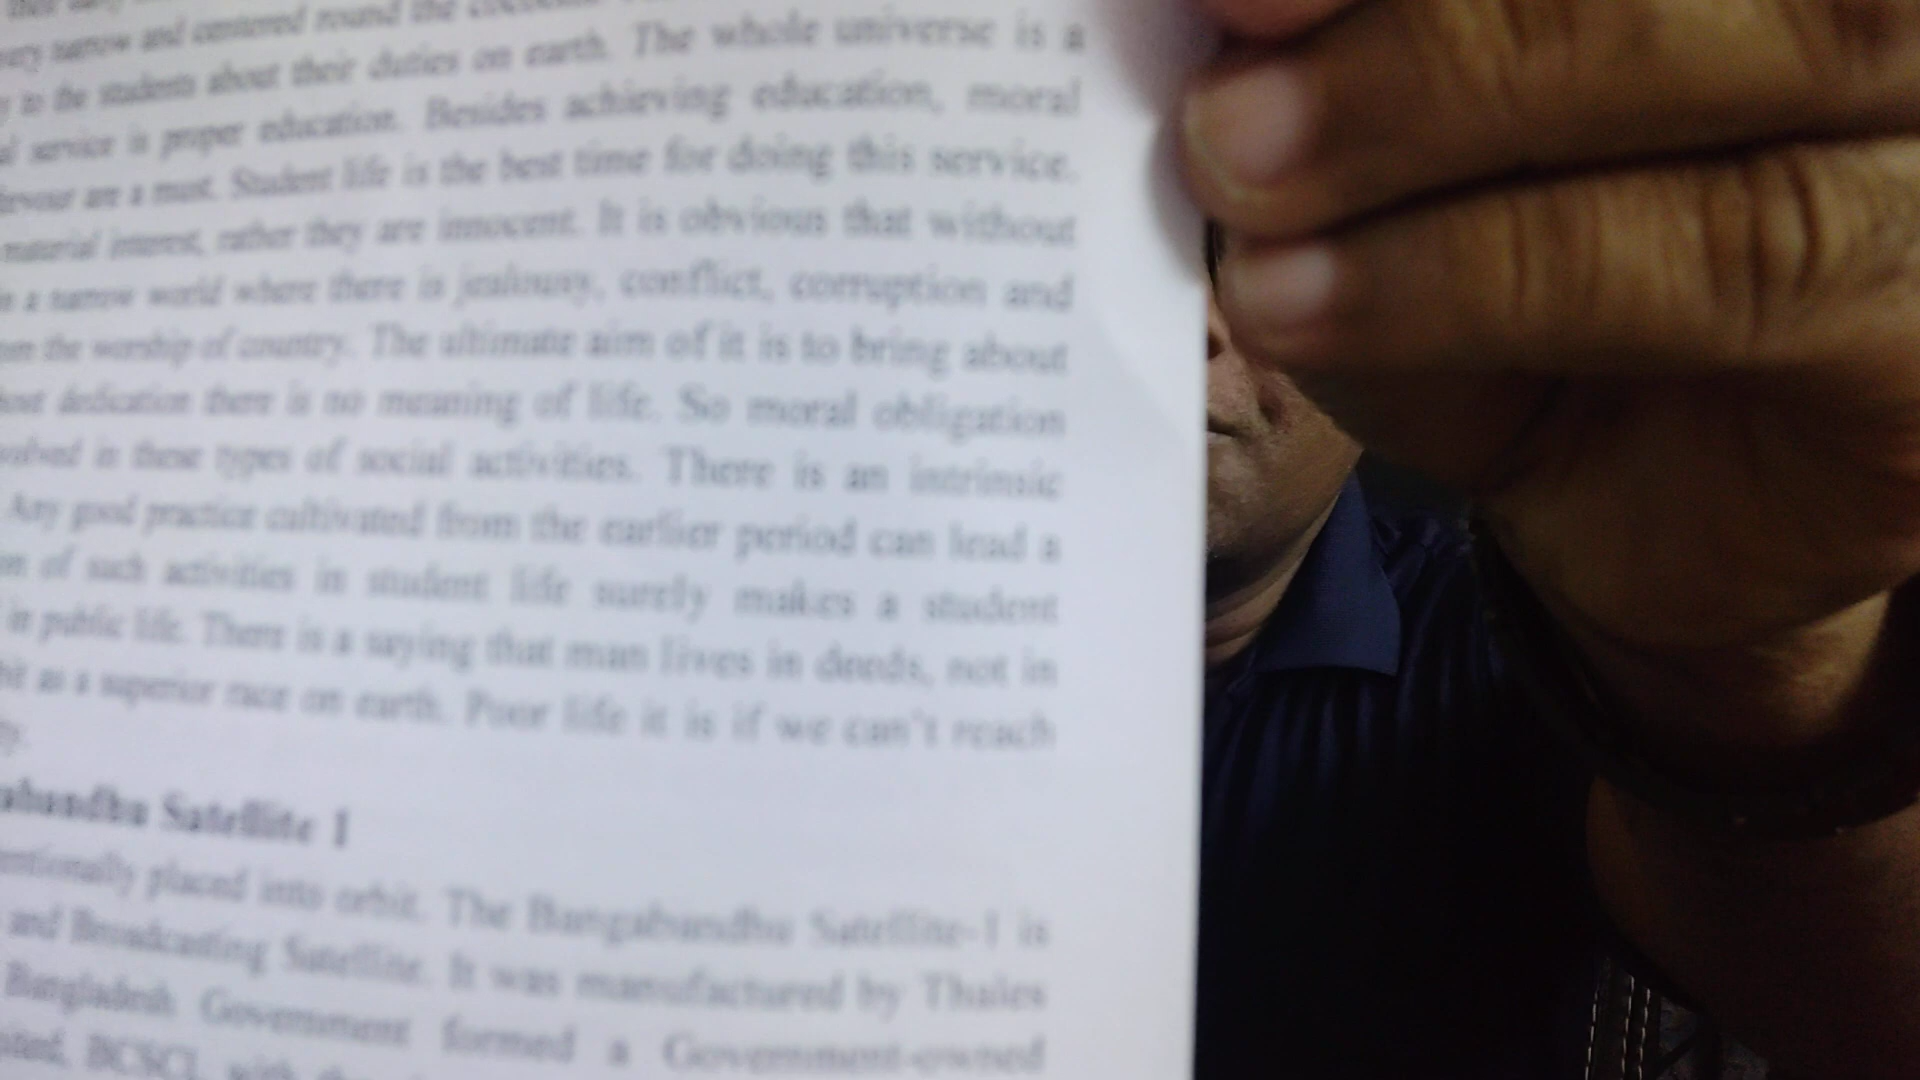 very narrow and centered round the
to the students about their duties on earth. The whole universe is a
service is proper education. Besides achieving education, moral
are a must. Student life is the best time for doing this service.
material interest, rather they are innocent. It is obvious that without
a narrow world where there is jealousy, conflict, corruption and
the worship of country. The ultimate aim of it is to bring about
dedication there is no meaning of life. So moral obligation
in these types of social activities. There is an intrinsic
Any good practice cultivated from the earlier period can lead a
of such activities in student life surely makes a student
in public life. There is a saying that man lives in deeds, not in
as a superior race on earth. Poor life it is if we can't reach
Satellite 1
placed into orbit. The Bangabandhu Satellite-1 is
and Broadcasting Satellite. It was manufactured by Thales
Bangladesh Government formed a Government-owned
BCSCL, with